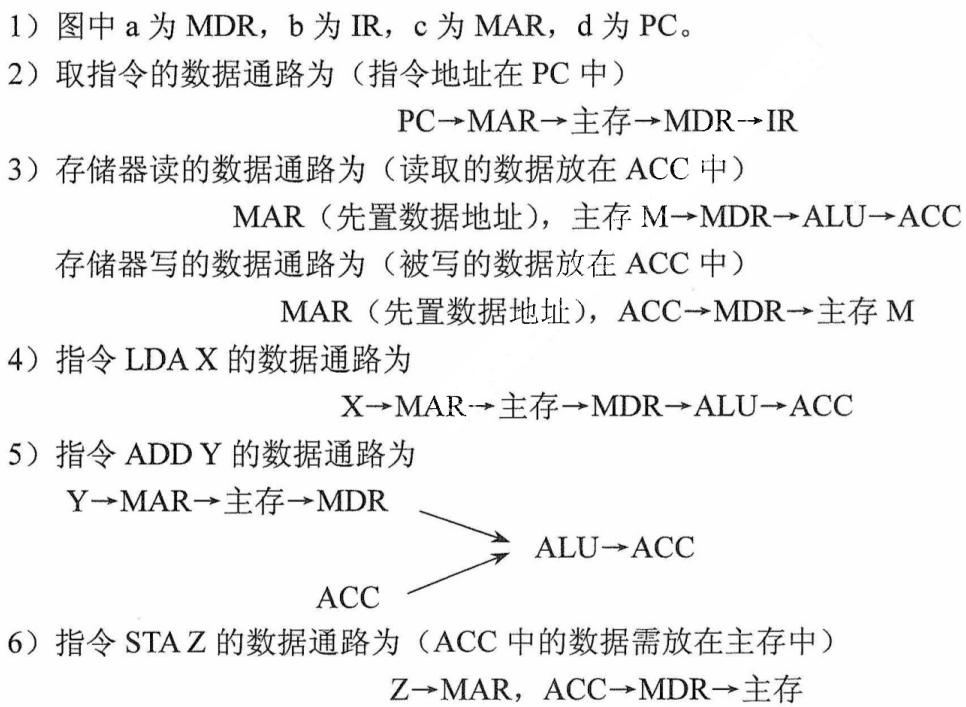 1）图中 a 为 MDR，b 为 IR，c 为 MAR，d 为 PC。
2）取指令的数据通路为（指令地址在 PC 中）
PC→MAR→主存→MDR→IR
3）存储器读的数据通路为（读取的数据放在 ACC 中）
MAR（先置数据地址），主存 M→MDR→ALU→ACC
存储器写的数据通路为（被写的数据放在 ACC 中）
MAR（先置数据地址），ACC→MDR→主存 M
4）指令 LDA X 的数据通路为
X→MAR→主存→MDR→ALU→ACC
5）指令 ADD Y 的数据通路为
Y→MAR→主存→MDR
ALU→ACC
ACC
6）指令 STA Z 的数据通路为（ACC 中的数据需放在主存中）
Z→MAR，ACC→MDR→主存